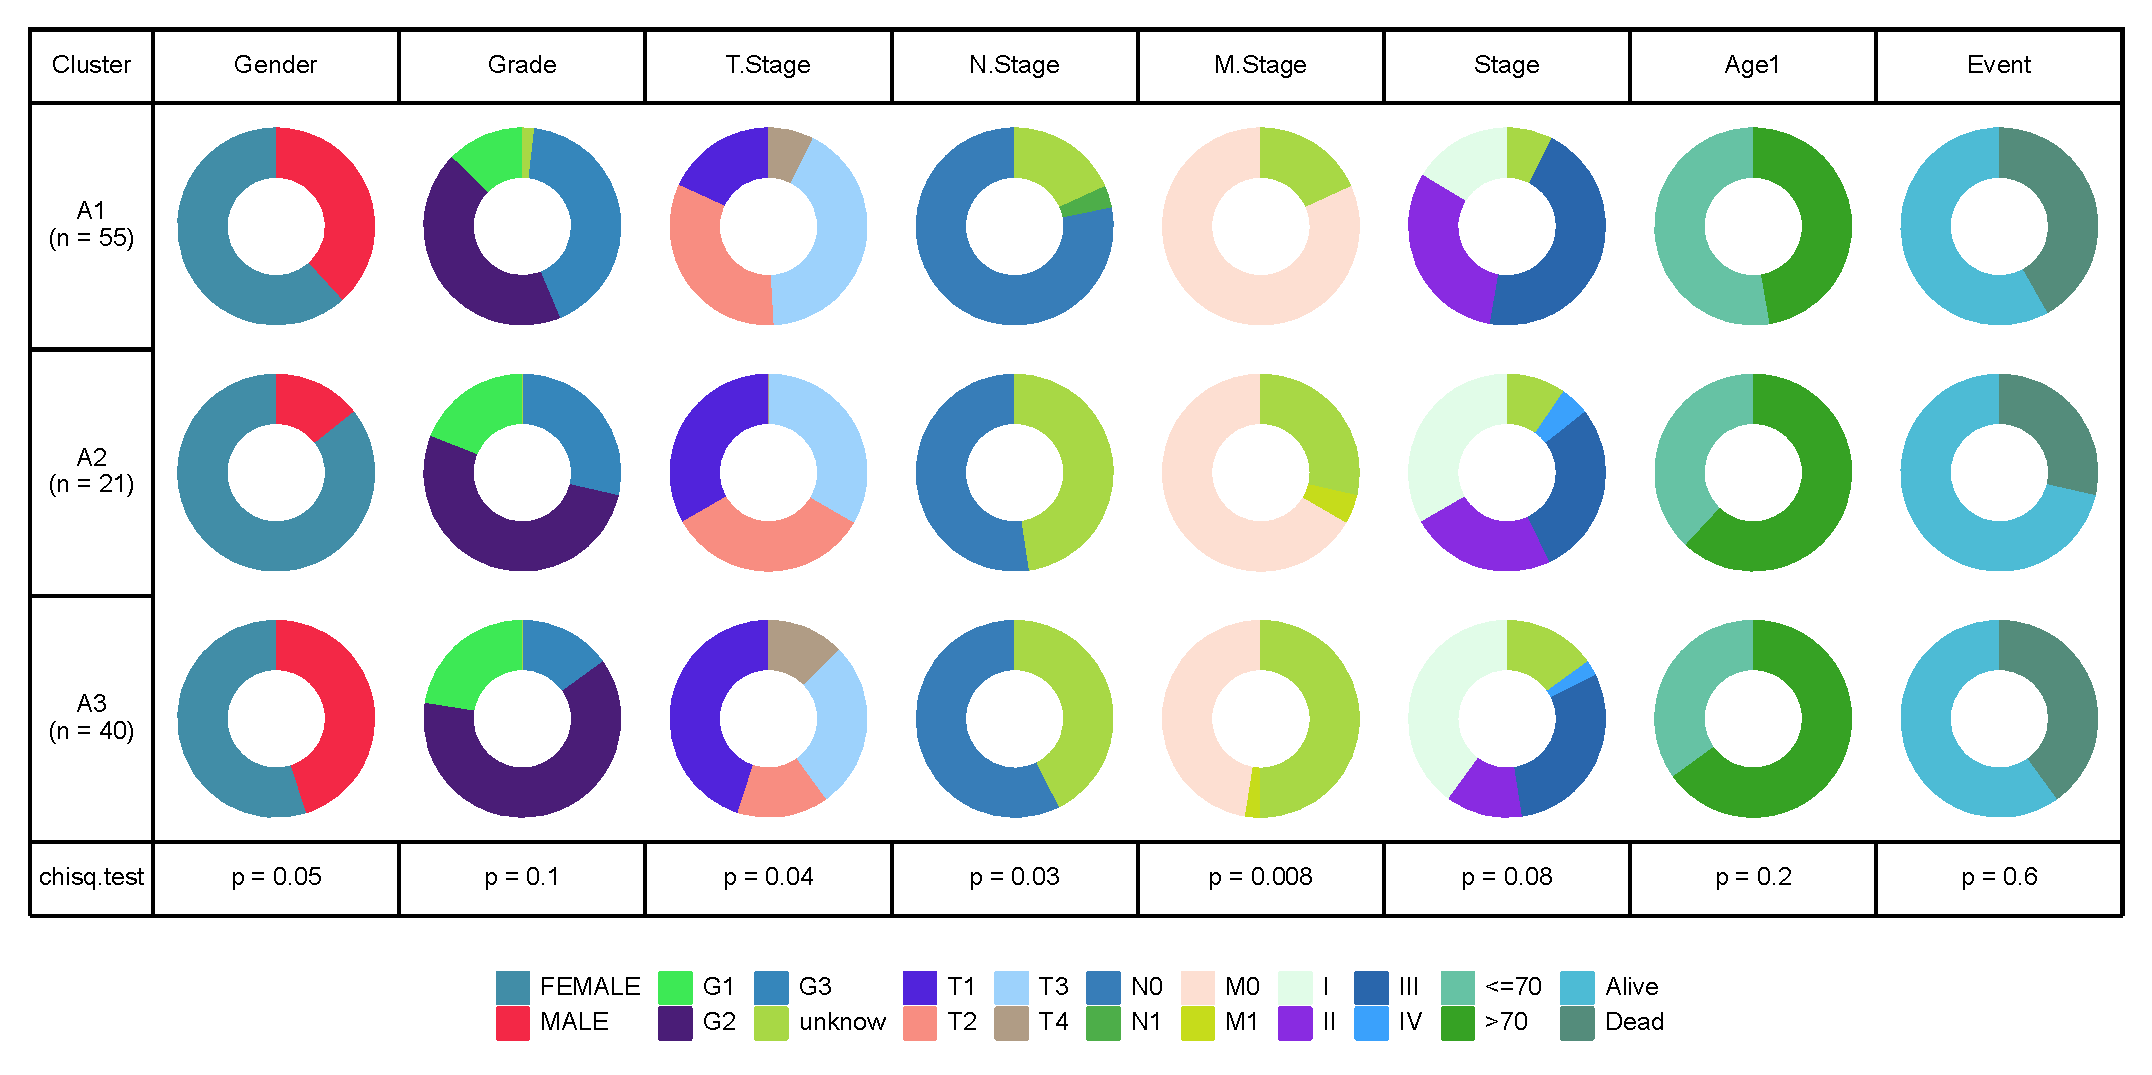 Cluster Gender Grade T.Stage N.Stage M.Stage Stage Age1 Event
A1
(n = 55)
A2
(n = 21)
A3
(n = 40)
chisq.test p = 0.05 p = 0.1 p = 0.04 p = 0.03 p = 0.008 p = 0.08 p = 0.2 p = 0.6
FEMALE G1 G3 T1 T3 N0 M0 I III <=70 Alive
MALE G2 unknow T2 T4 N1 M1 II IV >70 Dead